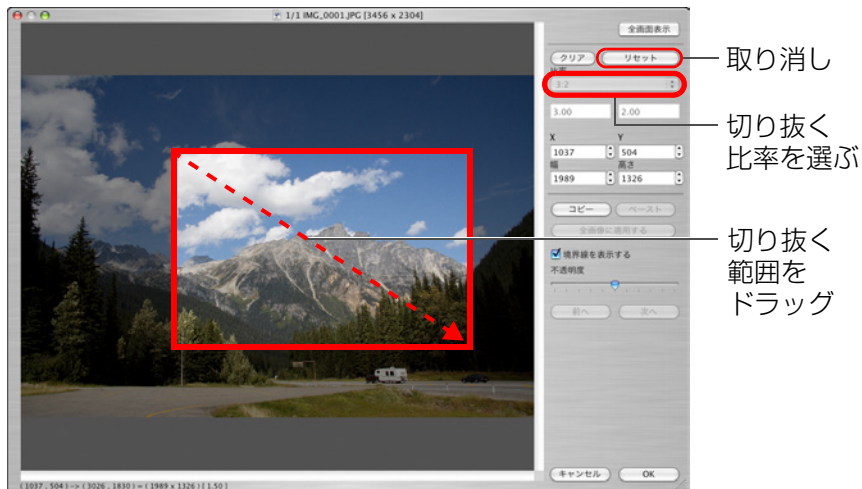 1/1 IMG_0001.JPG [3456 x 2304]
全画面表示
クリア リセット
取り消し
比率
3:2
3.00 2.00
切り抜く
比率を選ぶ
X Y
1037 504
幅 高さ
1989 1326
コピー ペースト
全画像に適用する
切り抜く
範囲を
ドラッグ
境界線を表示する
不透明度
前へ 次へ
キャンセル OK
( 1037 , 504 ) -> ( 3026 , 1830 ) = ( 1989 x 1326 ) [ 1.50 ]